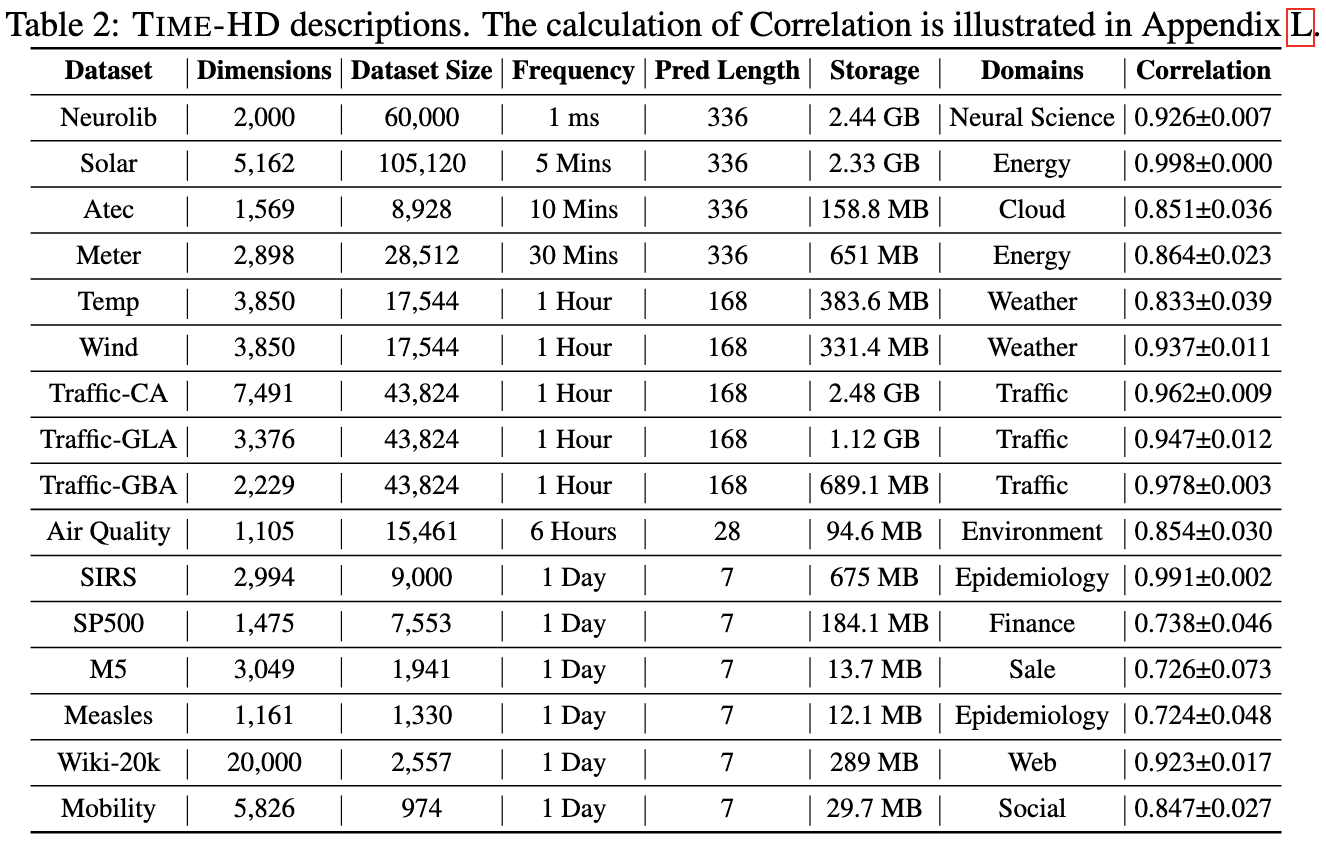 Table 2: TIME-HD descriptions. The calculation of Correlation is illustrated in Appendix L.
Dataset Dimensions Dataset Size Frequency Pred Length Storage Domains Correlation
Neurolib 2,000 60,000 1 ms 336 2.44 GB Neural Science 0.926±0.007
Solar 5,162 105,120 5 Mins 336 2.33 GB Energy 0.998±0.000
Atec 1,569 8,928 10 Mins 336 158.8 MB Cloud 0.851±0.036
Meter 2,898 28,512 30 Mins 336 651 MB Energy 0.864±0.023
Temp 3,850 17,544 1 Hour 168 383.6 MB Weather 0.833±0.039
Wind 3,850 17,544 1 Hour 168 331.4 MB Weather 0.937±0.011
Traffic-CA 7,491 43,824 1 Hour 168 2.48 GB Traffic 0.962±0.009
Traffic-GLA 3,376 43,824 1 Hour 168 1.12 GB Traffic 0.947±0.012
Traffic-GBA 2,229 43,824 1 Hour 168 689.1 MB Traffic 0.978±0.003
Air Quality 1,105 15,461 6 Hours 28 94.6 MB Environment 0.854±0.030
SIRS 2,994 9,000 1 Day 7 675 MB Epidemiology 0.991±0.002
SP500 1,475 7,553 1 Day 7 184.1 MB Finance 0.738±0.046
M5 3,049 1,941 1 Day 7 13.7 MB Sale 0.726±0.073
Measles 1,161 1,330 1 Day 7 12.1 MB Epidemiology 0.724±0.048
Wiki-20k 20,000 2,557 1 Day 7 289 MB Web 0.923±0.017
Mobility 5,826 974 1 Day 7 29.7 MB Social 0.847±0.027